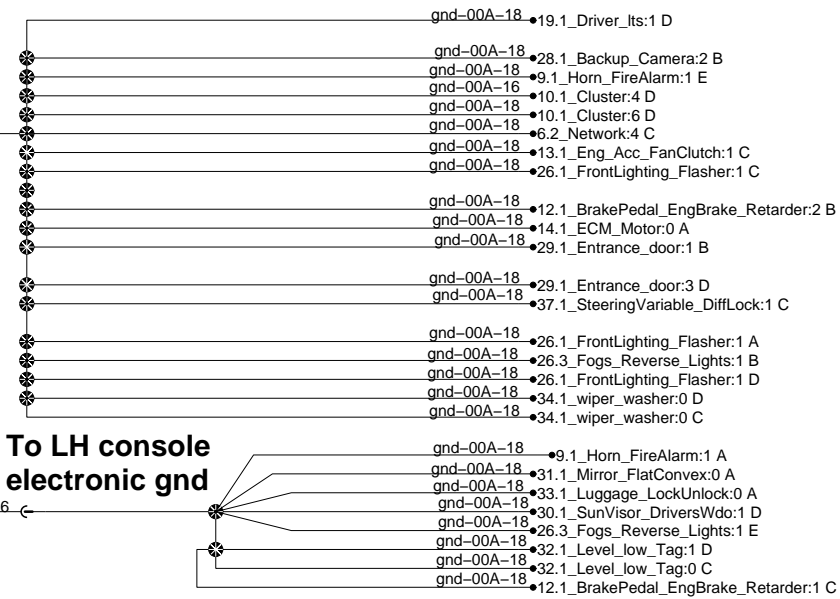 gnd–00A–18 19.1_Driver_lts:1 D
gnd–00A–18 28.1_Backup_Camera:2 B
gnd–00A–18 9.1_Horn_FireAlarm:1 E
gnd–00A–16 10.1_Cluster:4 D
gnd–00A–18 10.1_Cluster:6 D
gnd–00A–18 6.2_Network:4 C
gnd–00A–18 13.1_Eng_Acc_FanClutch:1 C
gnd–00A–18 26.1_FrontLighting_Flasher:1 C
gnd–00A–18 12.1_BrakePedal_EngBrake_Retarder:2 B
gnd–00A–18 14.1_ECM_Motor:0 A
gnd–00A–18 29.1_Entrance_door:1 B
gnd–00A–18 29.1_Entrance_door:3 D
gnd–00A–18 37.1_SteeringVariable_DiffLock:1 C
gnd–00A–18 26.1_FrontLighting_Flasher:1 A
gnd–00A–18 26.3_Fogs_Reverse_Lights:1 B
gnd–00A–18 26.1_FrontLighting_Flasher:1 D
gnd–00A–18 34.1_wiper_washer:0 D
gnd–00A–18 34.1_wiper_washer:0 C
To LH console
electronic gnd
6
gnd–00A–18 9.1_Horn_FireAlarm:1 A
gnd–00A–18 31.1_Mirror_FlatConvex:0 A
gnd–00A–18 33.1_Luggage_LockUnlock:0 A
gnd–00A–18 30.1_SunVisor_DriversWdo:1 D
gnd–00A–18 26.3_Fogs_Reverse_Lights:1 E
gnd–00A–18 32.1_Level_low_Tag:1 D
gnd–00A–18 32.1_Level_low_Tag:0 C
gnd–00A–18 12.1_BrakePedal_EngBrake_Retarder:1 C